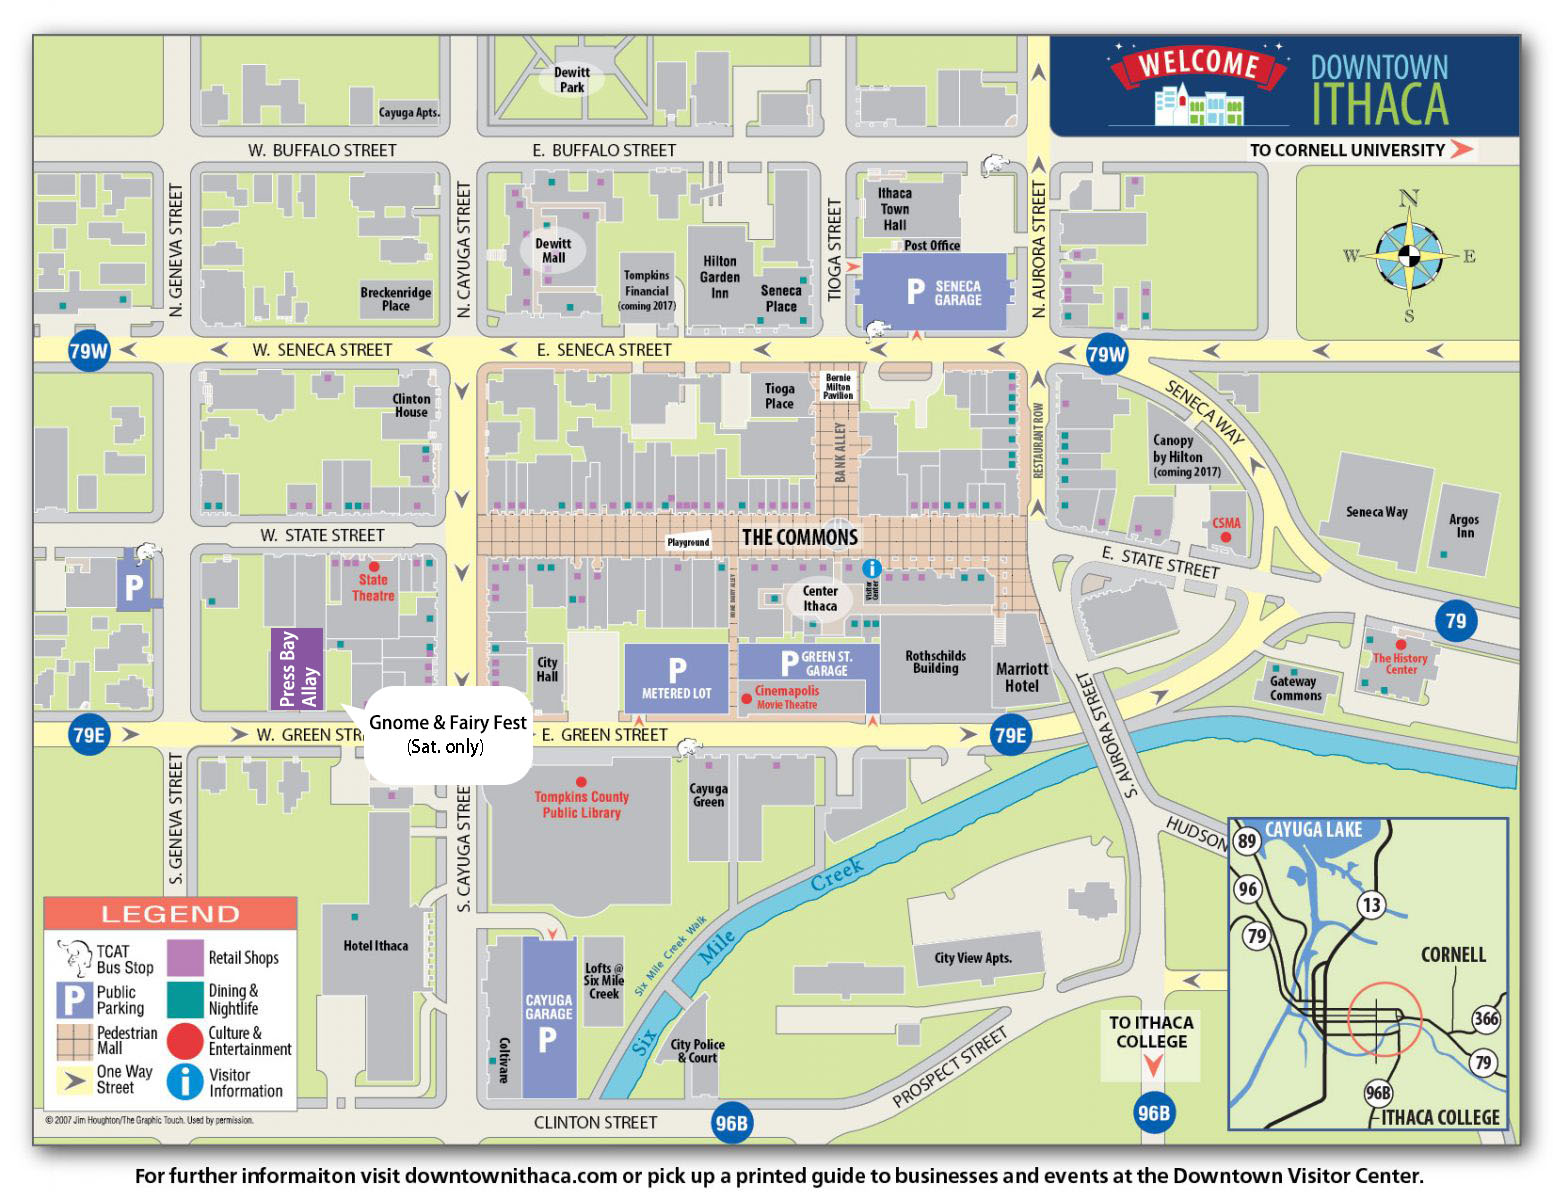 WELCOME
DOWNTOWN
ITHACA
Dewitt
Park
Cayuga Apts.
W. BUFFALO STREET
E. BUFFALO STREET
TO CORNELL UNIVERSITY
N. GENEVA STREET
N. CAYUGA STREET
TIOGA STREET
N. AURORA STREET
Ithaca
Town
Hall
Post Office
P SENECA
GARAGE
Dewitt
Mall
Breckenridge
Place
Tompkins
Financial
(coming 2017)
Hilton
Garden
Inn
Seneca
Place
N
W
E
S
79W
W. SENECA STREET
E. SENECA STREET
79W
SENECA WAY
Clinton
House
Tioga
Place
Bernie
Milton
Pavilion
BANK ALLEY
RESTAURANT ROW
Canopy
by Hilton
(coming 2017)
CSMA
Seneca Way
Argos
Inn
W. STATE STREET
Playground
THE COMMONS
E. STATE STREET
P
State
Theatre
Press Bay
Allay
HOME DAIRY ALLEY
i
Visitor
Center
Center
Ithaca
City
Hall
P
METERED LOT
P GREEN ST.
GARAGE
Cinemapolis
Movie Theatre
Rothschilds
Building
Marriott
Hotel
79
The History
Center
Gateway
Commons
Gnome & Fairy Fest
(Sat. only)
79E
W. GREEN STR
E. GREEN STREET
79E
S. AURORA STREET
S. GENEVA STREET
S. CAYUGA STREET
Tompkins County
Public Library
Cayuga
Green
HUDSON
Six Mile Creek
Six Mile Creek Walk
Hotel Ithaca
Lofts @
Six Mile
Creek
CAYUGA
GARAGE
P
Coltivare
City Police
& Court
City View Apts.
TO ITHACA
COLLEGE
PROSPECT STREET
CLINTON STREET
96B
96B
LEGEND
TCAT
Bus Stop
Retail Shops
P Public
Parking
Dining &
Nightlife
Pedestrian
Mall
Culture &
Entertainment
One Way
Street
i Visitor
Information
© 2007 Jim Houghton/The Graphic Touch. Used by permission.
CAYUGA LAKE
89
96
79
13
CORNELL
366
79
96B
ITHACA COLLEGE
For further informaiton visit downtownithaca.com or pick up a printed guide to businesses and events at the Downtown Visitor Center.